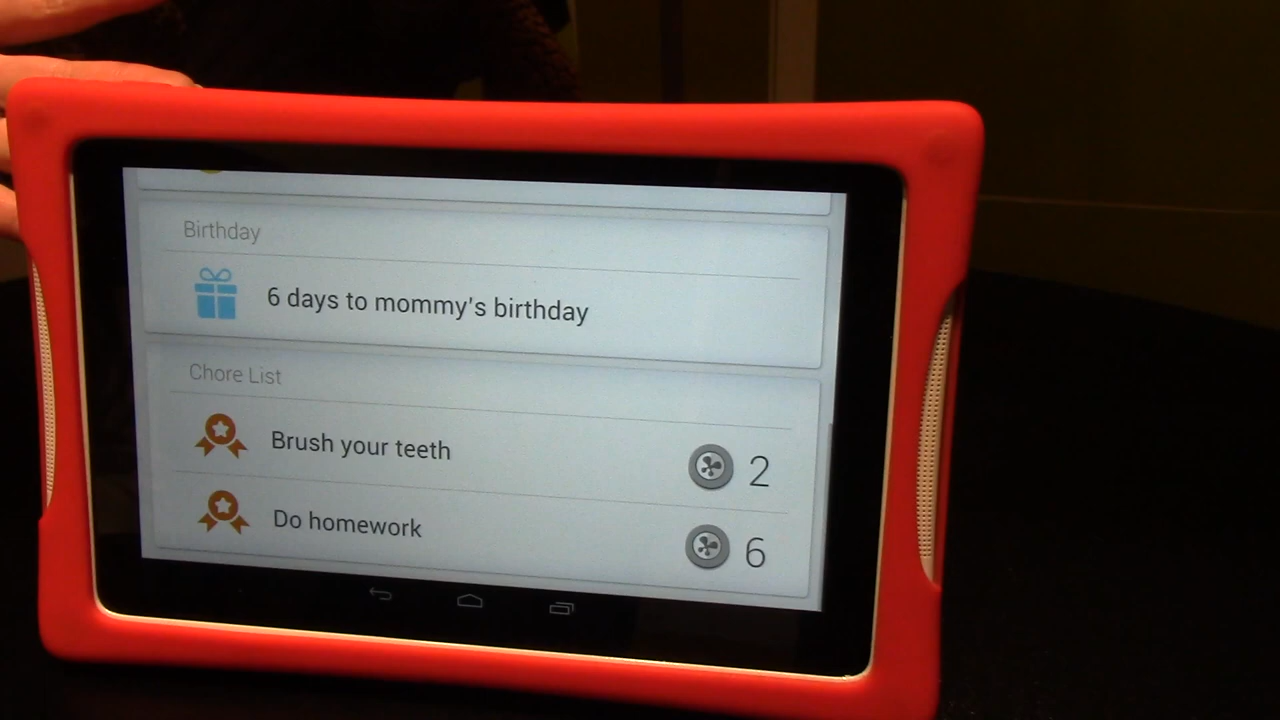 Birthday
6 days to mommy's birthday
Chore List
Brush your teeth 2
Do homework 6